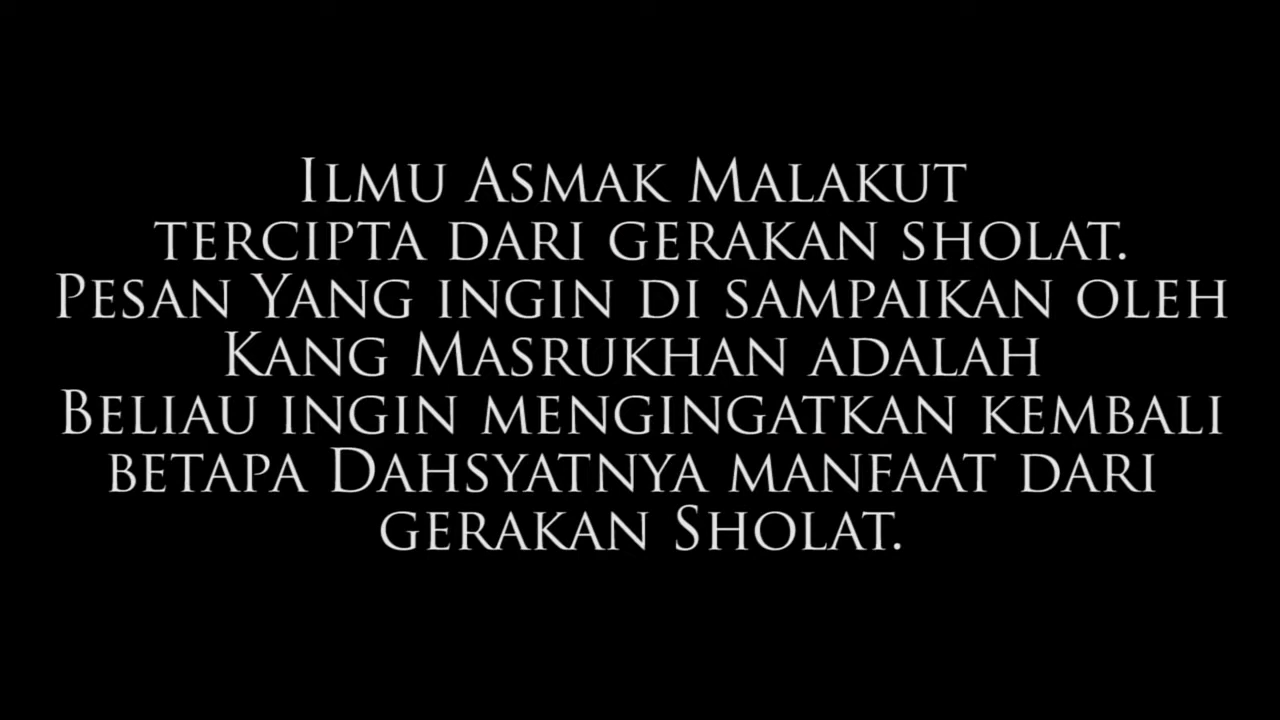 Ilmu Asmak Malakut
tercipta dari gerakan sholat.
Pesan Yang ingin di sampaikan oleh
Kang Masrukhan adalah
Beliau ingin mengingatkan kembali
betapa Dahsyatnya manfaat dari
gerakan Sholat.